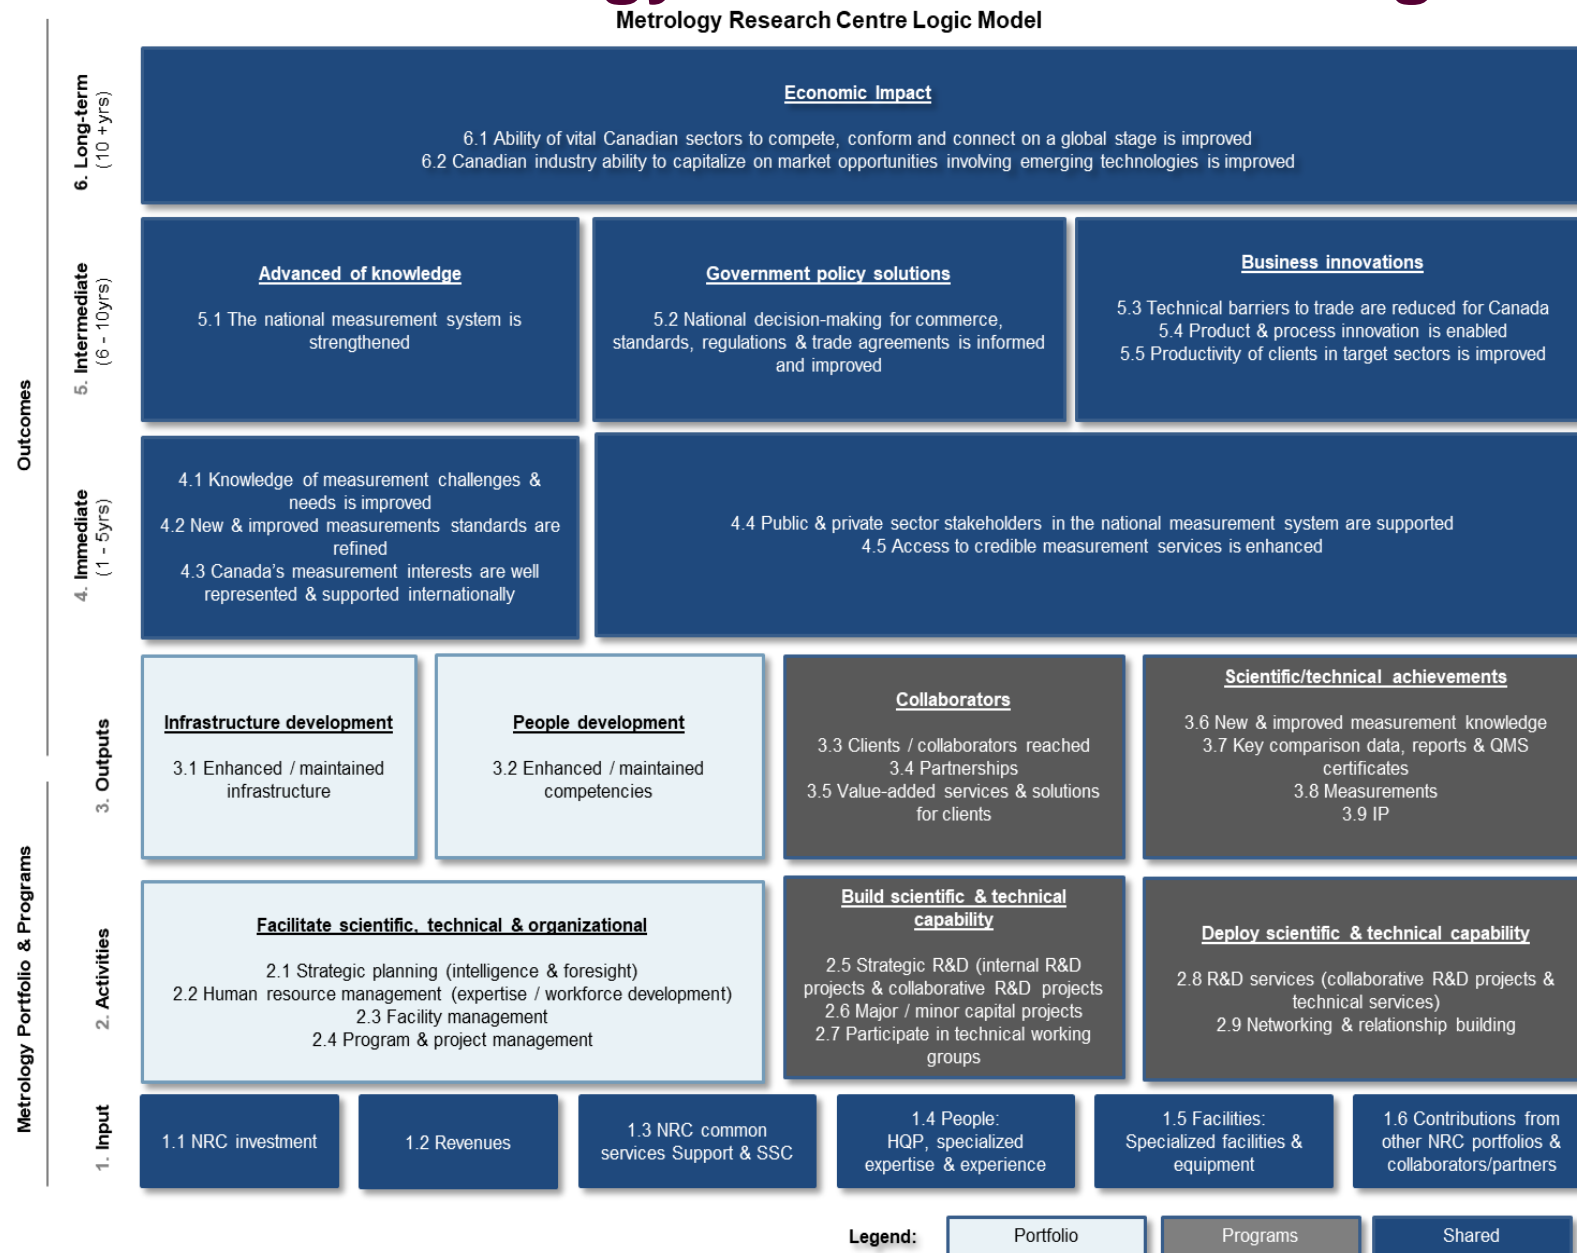 Metrology Research Centre Logic Model
Outcomes
Metrology Portfolio & Programs
6. Long-term
(10 +yrs)
Economic Impact
6.1 Ability of vital Canadian sectors to compete, conform and connect on a global stage is improved
6.2 Canadian industry ability to capitalize on market opportunities involving emerging technologies is improved
5. Intermediate
(6 - 10yrs)
Advanced of knowledge
5.1 The national measurement system is
strengthened
Government policy solutions
5.2 National decision-making for commerce,
standards, regulations & trade agreements is informed
and improved
Business innovations
5.3 Technical barriers to trade are reduced for Canada
5.4 Product & process innovation is enabled
5.5 Productivity of clients in target sectors is improved
4. Immediate
(1 - 5yrs)
4.1 Knowledge of measurement challenges &
needs is improved
4.2 New & improved measurements standards are
refined
4.3 Canada's measurement interests are well
represented & supported internationally
4.4 Public & private sector stakeholders in the national measurement system are supported
4.5 Access to credible measurement services is enhanced
3. Outputs
Infrastructure development
3.1 Enhanced / maintained
infrastructure
People development
3.2 Enhanced / maintained
competencies
Collaborators
3.3 Clients / collaborators reached
3.4 Partnerships
3.5 Value-added services & solutions
for clients
Scientific/technical achievements
3.6 New & improved measurement knowledge
3.7 Key comparison data, reports & QMS
certificates
3.8 Measurements
3.9 IP
2. Activities
Facilitate scientific, technical & organizational
2.1 Strategic planning (intelligence & foresight)
2.2 Human resource management (expertise / workforce development)
2.3 Facility management
2.4 Program & project management
Build scientific & technical
capability
2.5 Strategic R&D (internal R&D
projects & collaborative R&D projects
2.6 Major / minor capital projects
2.7 Participate in technical working
groups
Deploy scientific & technical capability
2.8 R&D services (collaborative R&D projects &
technical services)
2.9 Networking & relationship building
1. Input
1.1 NRC investment
1.2 Revenues
1.3 NRC common
services Support & SSC
1.4 People:
HQP, specialized
expertise & experience
1.5 Facilities:
Specialized facilities &
equipment
1.6 Contributions from
other NRC portfolios &
collaborators/partners
Legend:
Portfolio
Programs
Shared